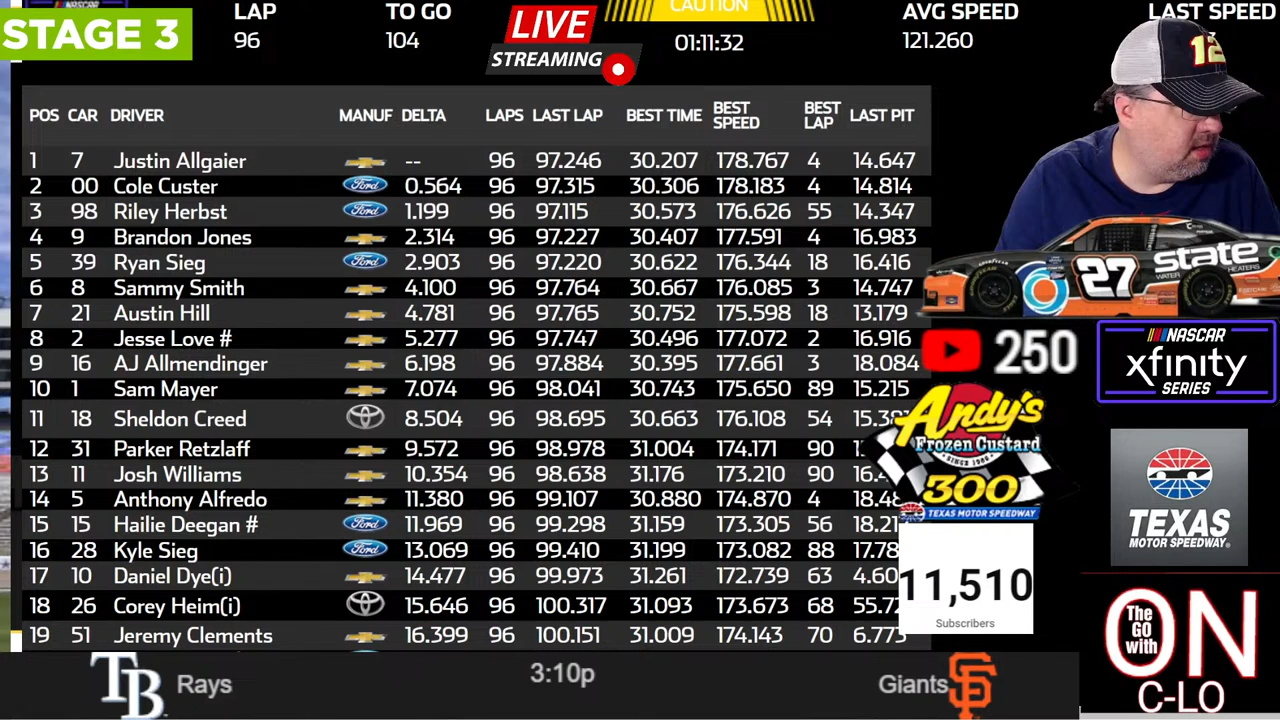 NASCAR
STAGE 3
LAP
96
TO GO
104
LIVE
STREAMING
CAUTION
01:11:32
AVG SPEED
121.260
LAST SPEED
12
POS CAR DRIVER MANUF DELTA LAPS LAST LAP BEST TIME BEST SPEED BEST LAP LAST PIT
1 7 Justin Allgaier -- 96 97.246 30.207 178.767 4 14.647
2 00 Cole Custer Ford 0.564 96 97.315 30.306 178.183 4 14.814
3 98 Riley Herbst Ford 1.199 96 97.115 30.573 176.626 55 14.347
4 9 Brandon Jones 2.314 96 97.227 30.407 177.591 4 16.983
5 39 Ryan Sieg Ford 2.903 96 97.220 30.622 176.344 18 16.416
6 8 Sammy Smith 4.100 96 97.764 30.667 176.085 3 14.747
7 21 Austin Hill 4.781 96 97.765 30.752 175.598 18 13.179
8 2 Jesse Love # 5.277 96 97.747 30.496 177.072 2 16.916
9 16 AJ Allmendinger 6.198 96 97.884 30.395 177.661 3 18.084
10 1 Sam Mayer 7.074 96 98.041 30.743 175.650 89 15.215
11 18 Sheldon Creed 8.504 96 98.695 30.663 176.108 54
12 31 Parker Retzlaff 9.572 96 98.978 31.004 174.171 90
13 11 Josh Williams 10.354 96 98.638 31.176 173.210 90
14 5 Anthony Alfredo 11.380 96 99.107 30.880 174.870 4
15 15 Hailie Deegan # Ford 11.969 96 99.298 31.159 173.305 56
16 28 Kyle Sieg Ford 13.069 96 99.410 31.199 173.082 88
17 10 Daniel Dye(i) 14.477 96 99.973 31.261 172.739 63
18 26 Corey Heim(i) 15.646 96 100.317 31.093 173.673 68
19 51 Jeremy Clements 16.399 96 100.151 31.009 174.143 70
27 state
WATER HEATERS
250
NASCAR
xfinity
SERIES
Andy's
Frozen Custard
SINCE 1986
300
TEXAS MOTOR SPEEDWAY
TEXAS
MOTOR SPEEDWAY
11,510
Subscribers
The
GO
with
ON
C-LO
TB Rays
3:10p
Giants SF